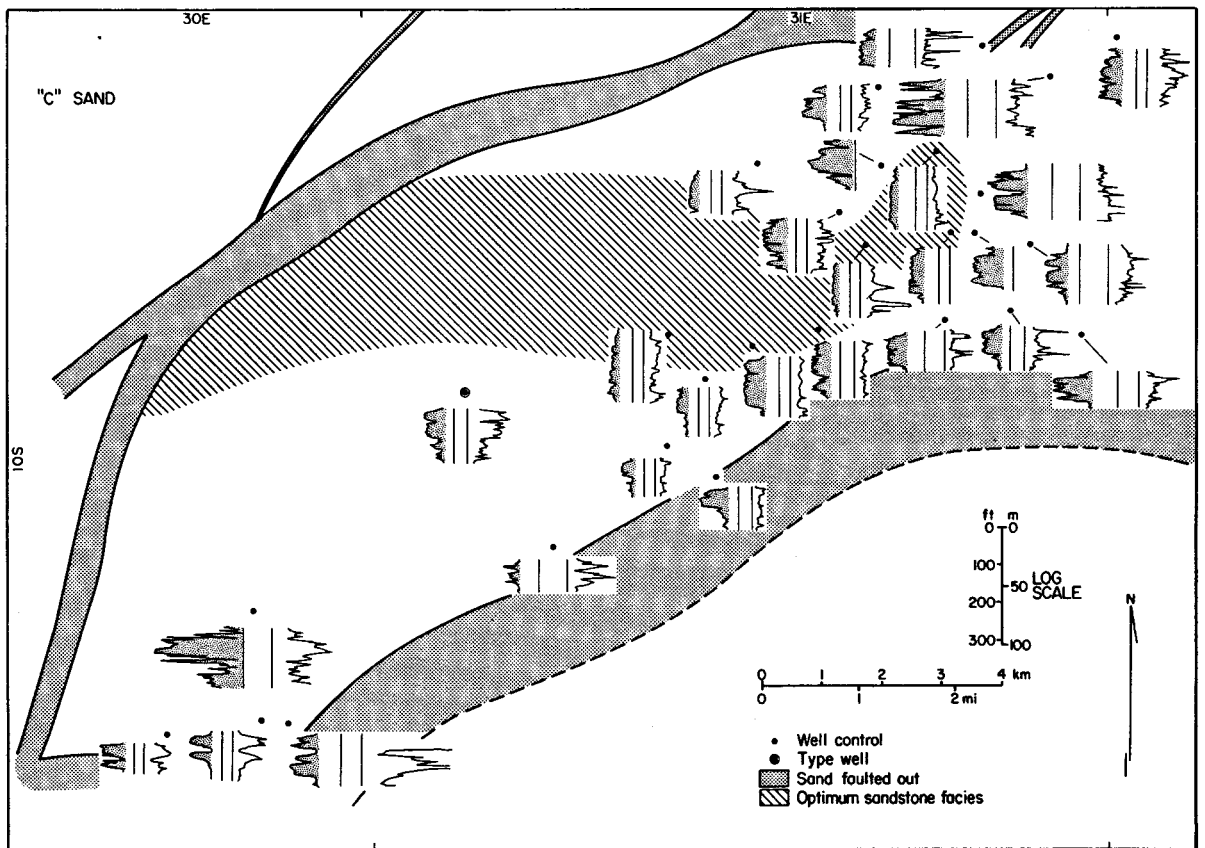 30E
31E
"C" SAND
10S
ft m
0 0
100
50
200
300 100
LOG
SCALE
N
0 1 2 3 4 km
0 1 2 mi
Well control
Type well
Sand faulted out
Optimum sandstone facies